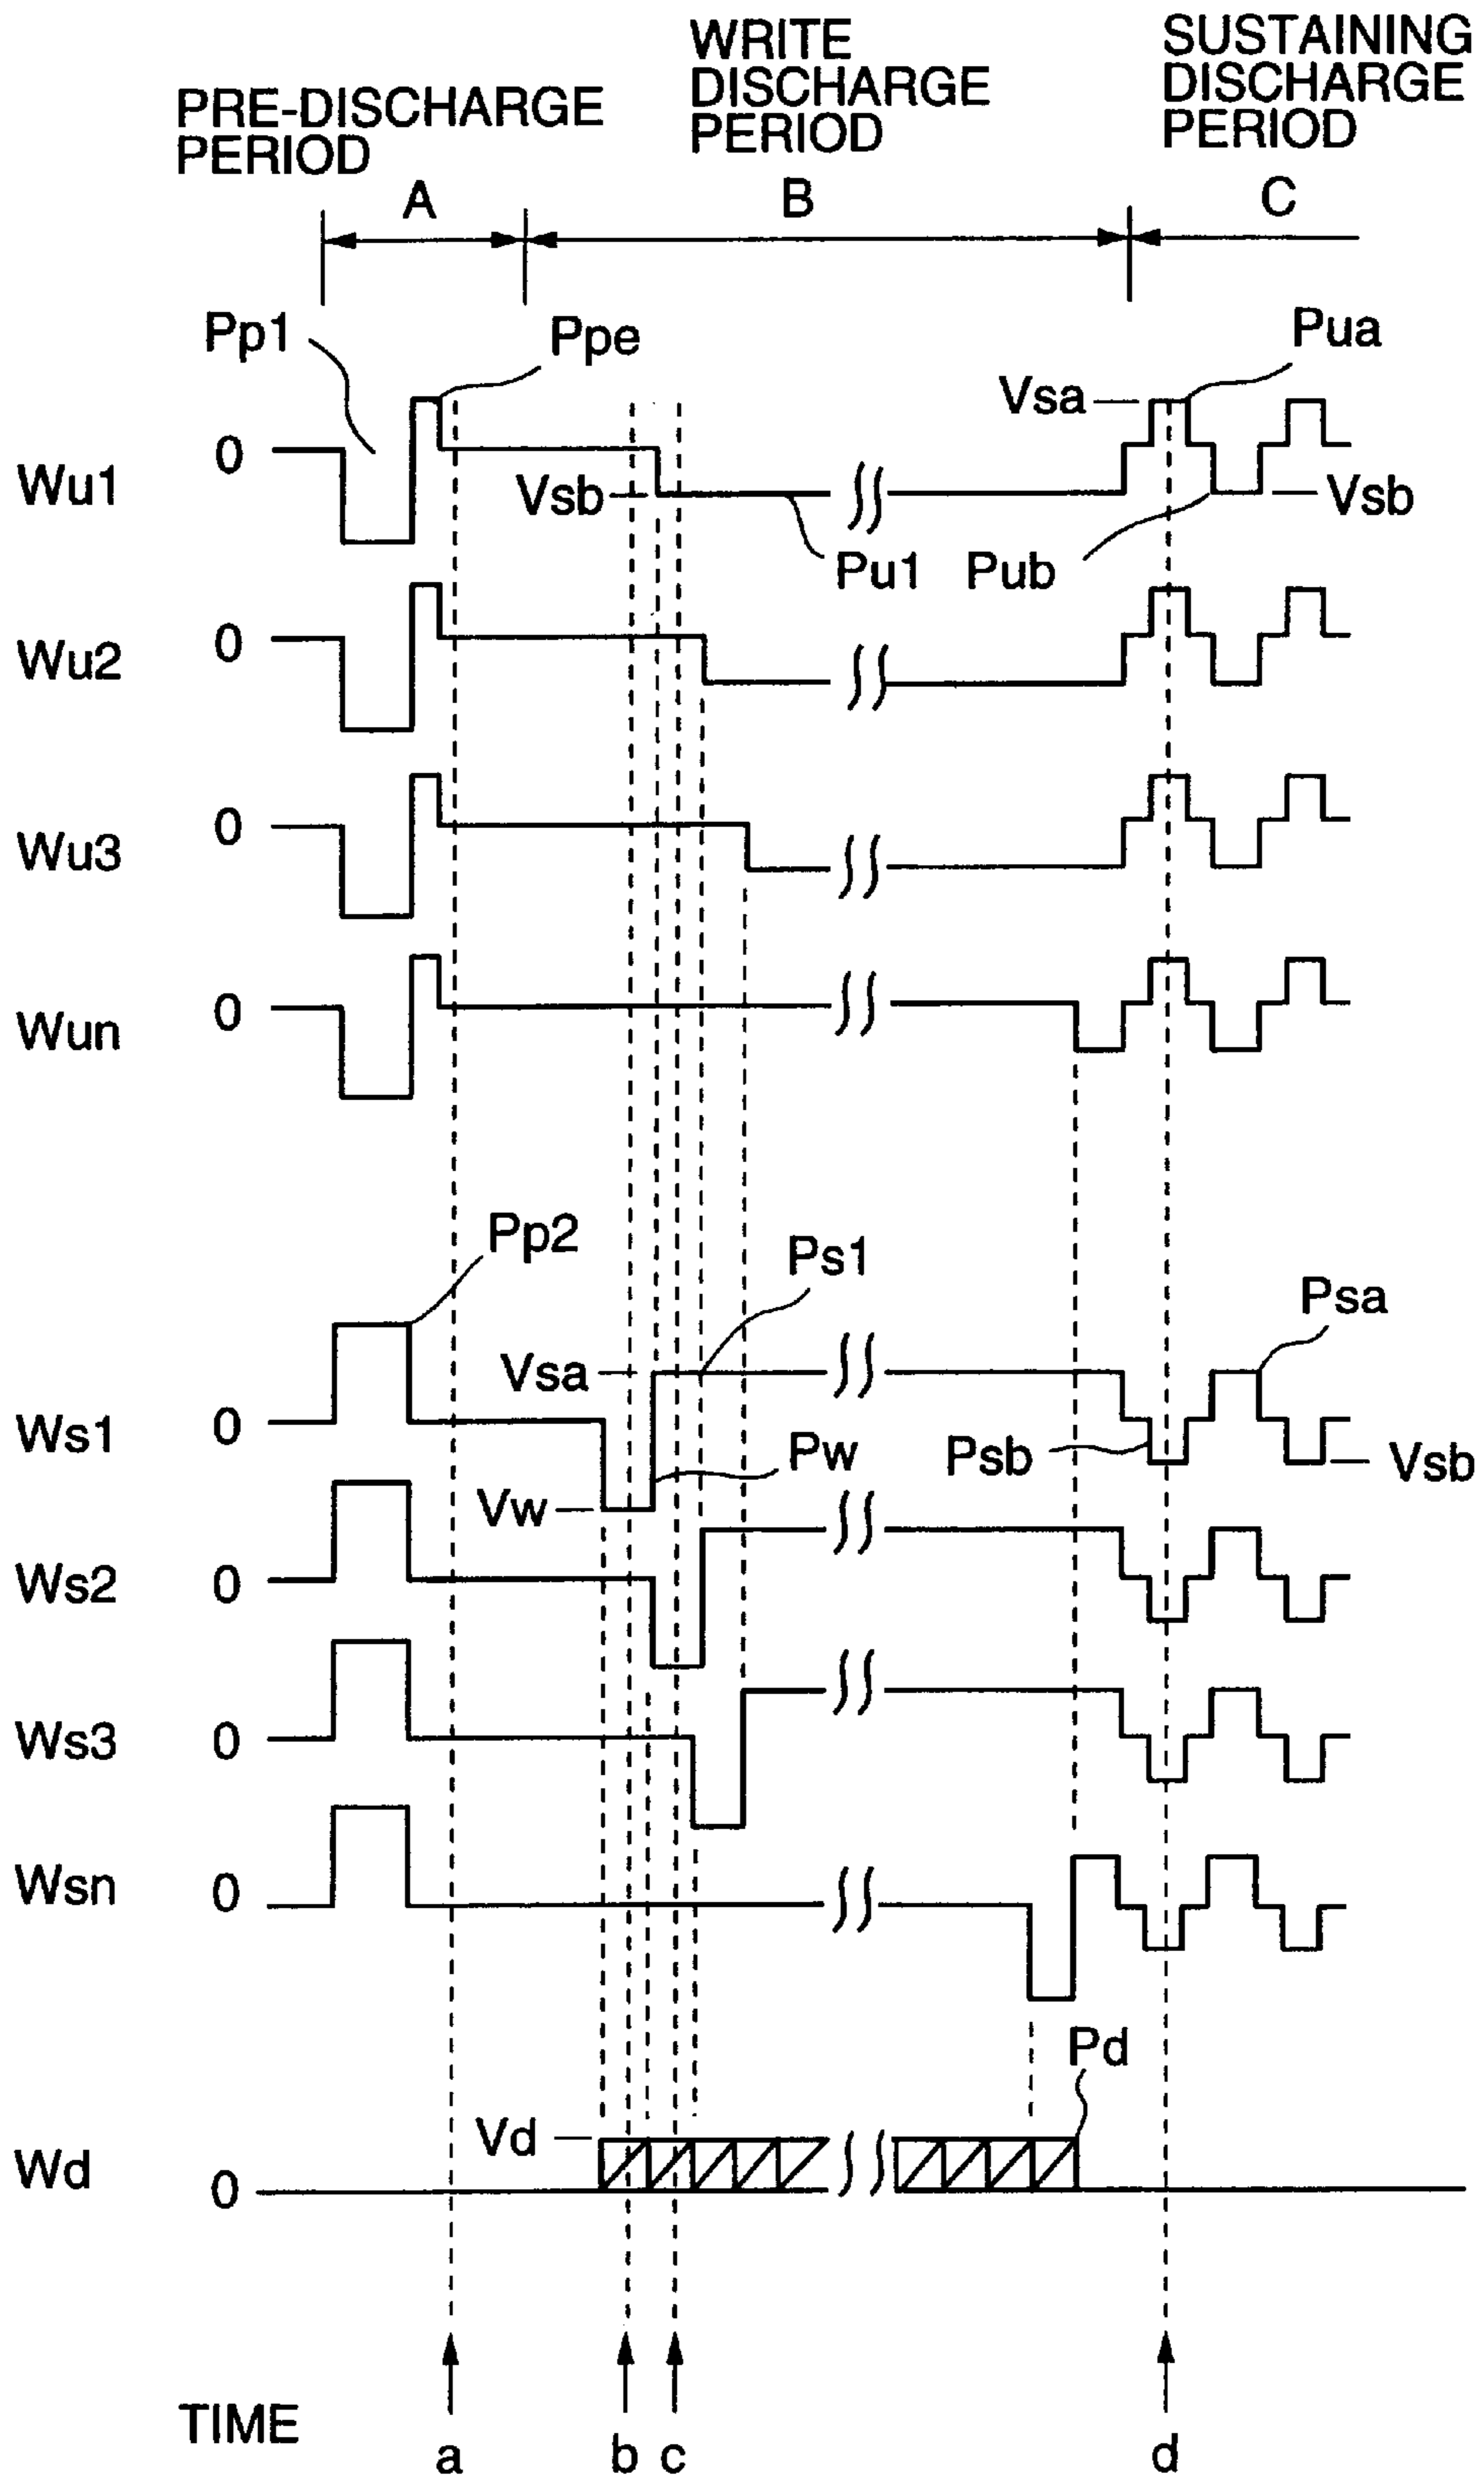 PRE-DISCHARGE
PERIOD
WRITE
DISCHARGE
PERIOD
SUSTAINING
DISCHARGE
PERIOD
A
B
C
Pp1
Ppe
Pua
Vsa
Wu1
0
Vsb
Vsb
Pu1
Pub
Wu2
0
Wu3
0
Wun
0
Pp2
Ps1
Psa
Vsa
Ws1
0
Pw
Psb
Vsb
Vw
Ws2
0
Ws3
0
Wsn
0
Pd
Vd
Wd
0
TIME
a
b
c
d